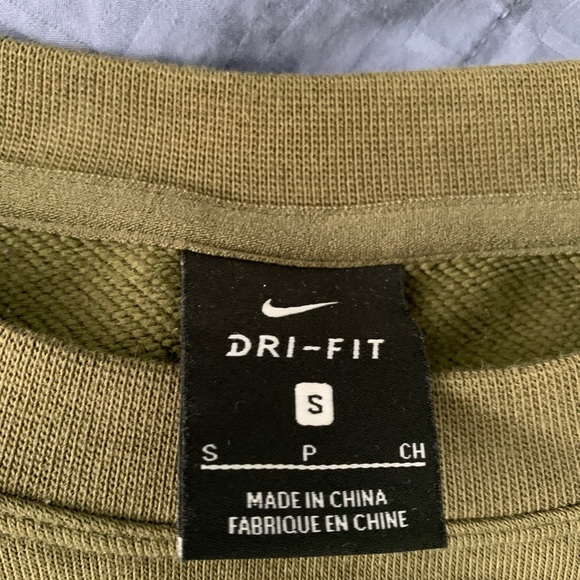 DRI-FIT
S
S P CH
MADE IN CHINA
FABRIQUE EN CHINE